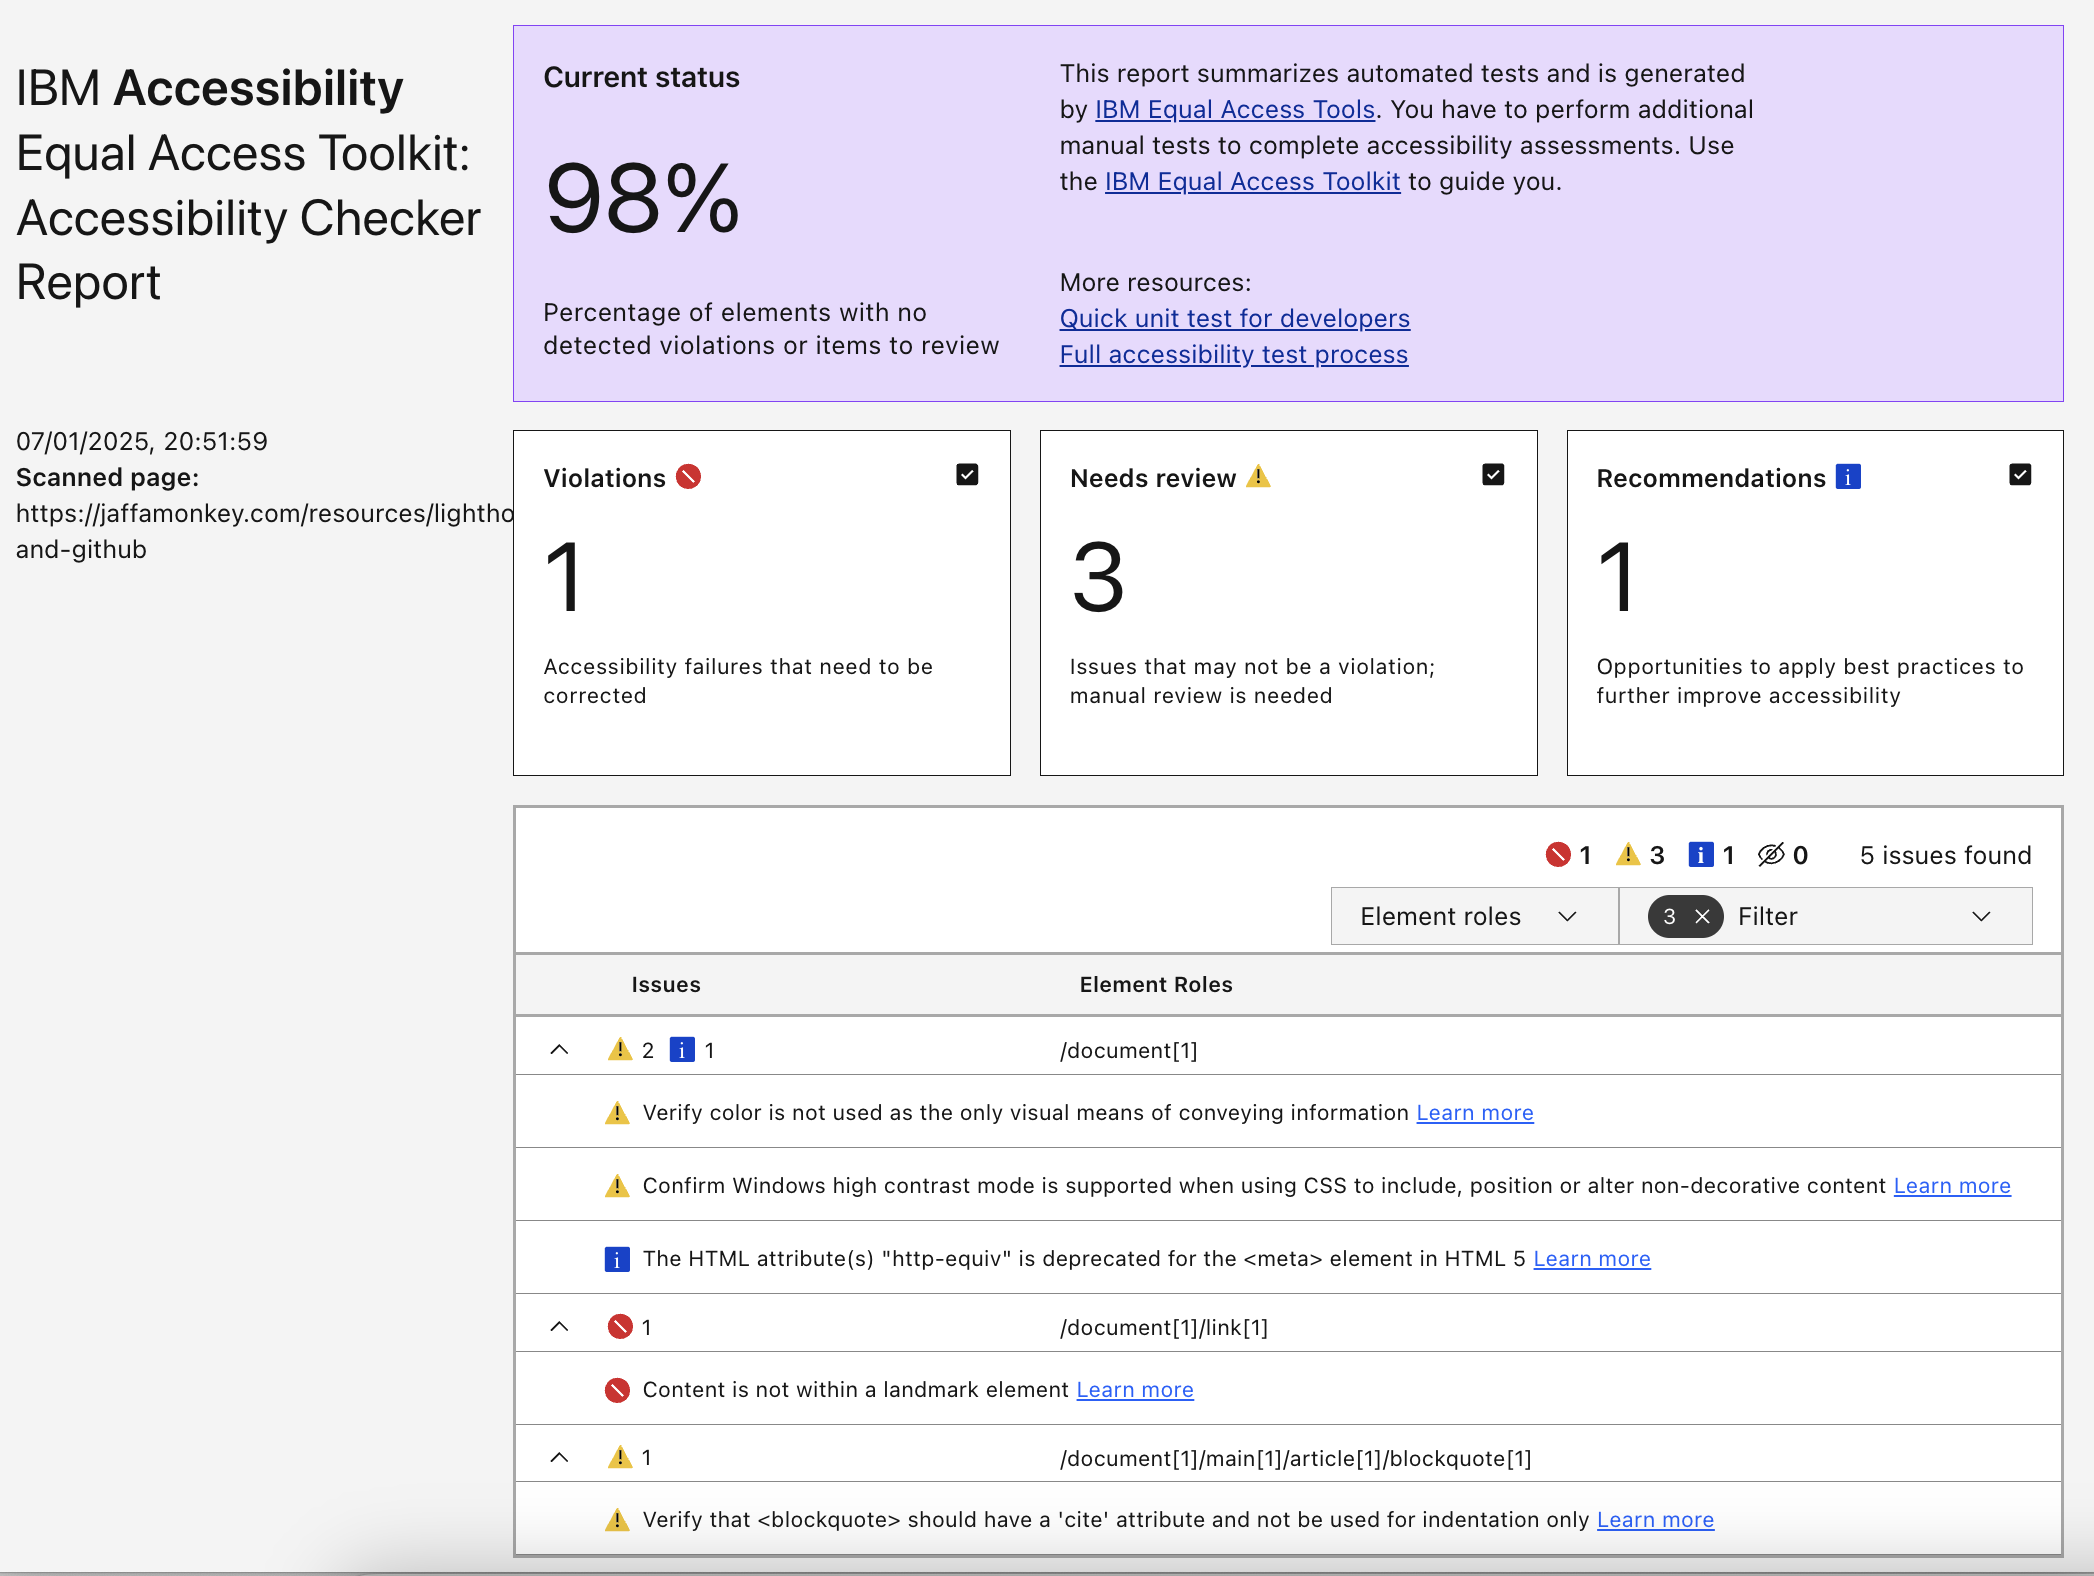 IBM Accessibility
Equal Access Toolkit:
Accessibility Checker
Report
07/01/2025, 20:51:59
Scanned page:
https://jaffamonkey.com/resources/lightho
and-github
Current status
98%
Percentage of elements with no
detected violations or items to review
This report summarizes automated tests and is generated
by IBM Equal Access Tools. You have to perform additional
manual tests to complete accessibility assessments. Use
the IBM Equal Access Toolkit to guide you.
More resources:
Quick unit test for developers
Full accessibility test process
Violations
1
Accessibility failures that need to be
corrected
Needs review
3
Issues that may not be a violation;
manual review is needed
Recommendations
1
Opportunities to apply best practices to
further improve accessibility
1 3 1 0 5 issues found
Element roles 3 Filter
Issues Element Roles
2 1 /document[1]
Verify color is not used as the only visual means of conveying information Learn more
Confirm Windows high contrast mode is supported when using CSS to include, position or alter non-decorative content Learn more
The HTML attribute(s) "http-equiv" is deprecated for the <meta> element in HTML 5 Learn more
1 /document[1]/link[1]
Content is not within a landmark element Learn more
1 /document[1]/main[1]/article[1]/blockquote[1]
Verify that <blockquote> should have a 'cite' attribute and not be used for indentation only Learn more